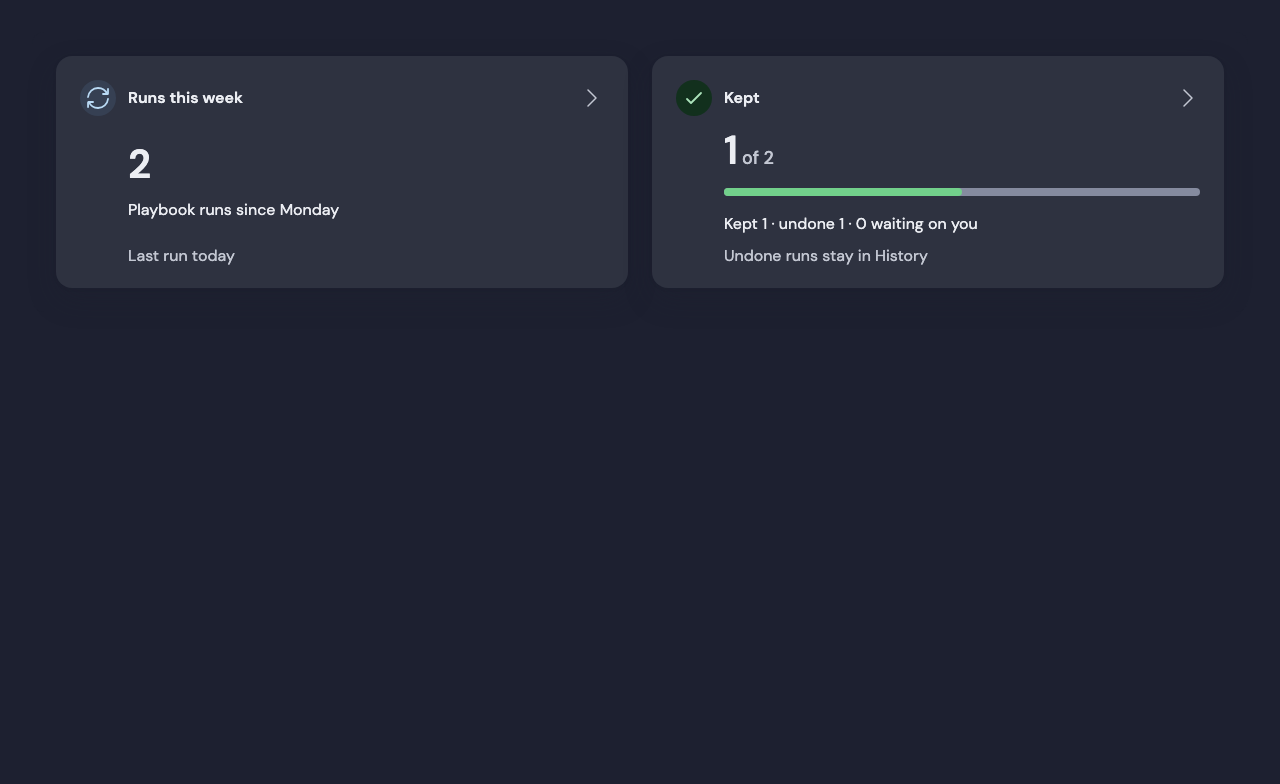 Runs this week
2
Playbook runs since Monday
Last run today
Kept
1 of 2
Kept 1 · undone 1 · 0 waiting on you
Undone runs stay in History